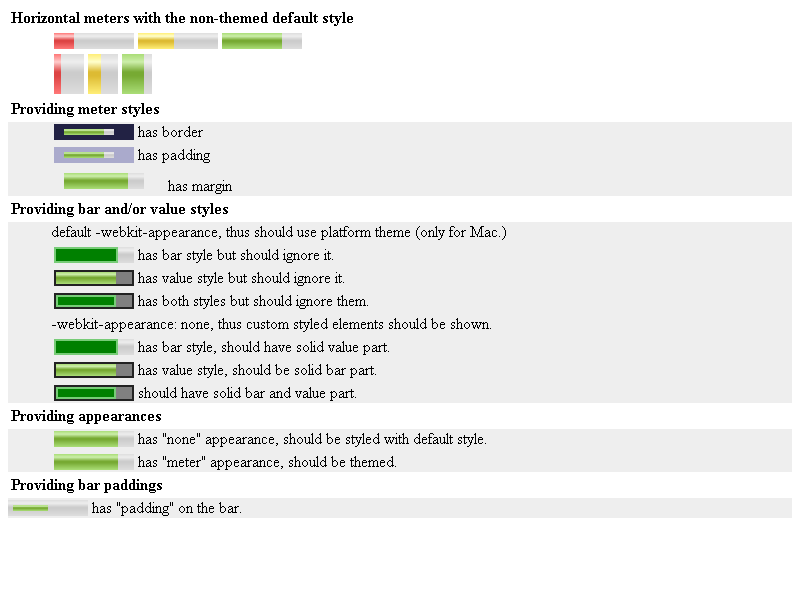 Horizontal meters with the non-themed default style
Providing meter styles
has border
has padding
has margin
Providing bar and/or value styles
default -webkit-appearance, thus should use platform theme (only for Mac.)
has bar style but should ignore it.
has value style but should ignore it.
has both styles but should ignore them.
-webkit-appearance: none, thus custom styled elements should be shown.
has bar style, should have solid value part.
has value style, should be solid bar part.
should have solid bar and value part.
Providing appearances
has "none" appearance, should be styled with default style.
has "meter" appearance, should be themed.
Providing bar paddings
has "padding" on the bar.